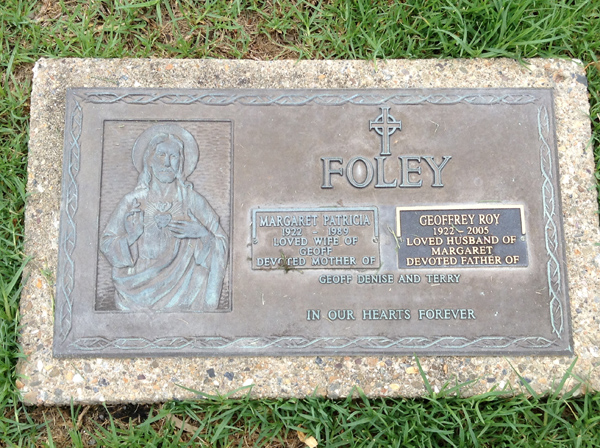 FOLEY
MARGARET PATRICIA
1922 - 1989
LOVED WIFE OF
GEOFF
DEVOTED MOTHER OF
GEOFFREY ROY
1922 - 2005
LOVED HUSBAND OF
MARGARET
DEVOTED FATHER OF
GEOFF DENISE AND TERRY
IN OUR HEARTS FOREVER